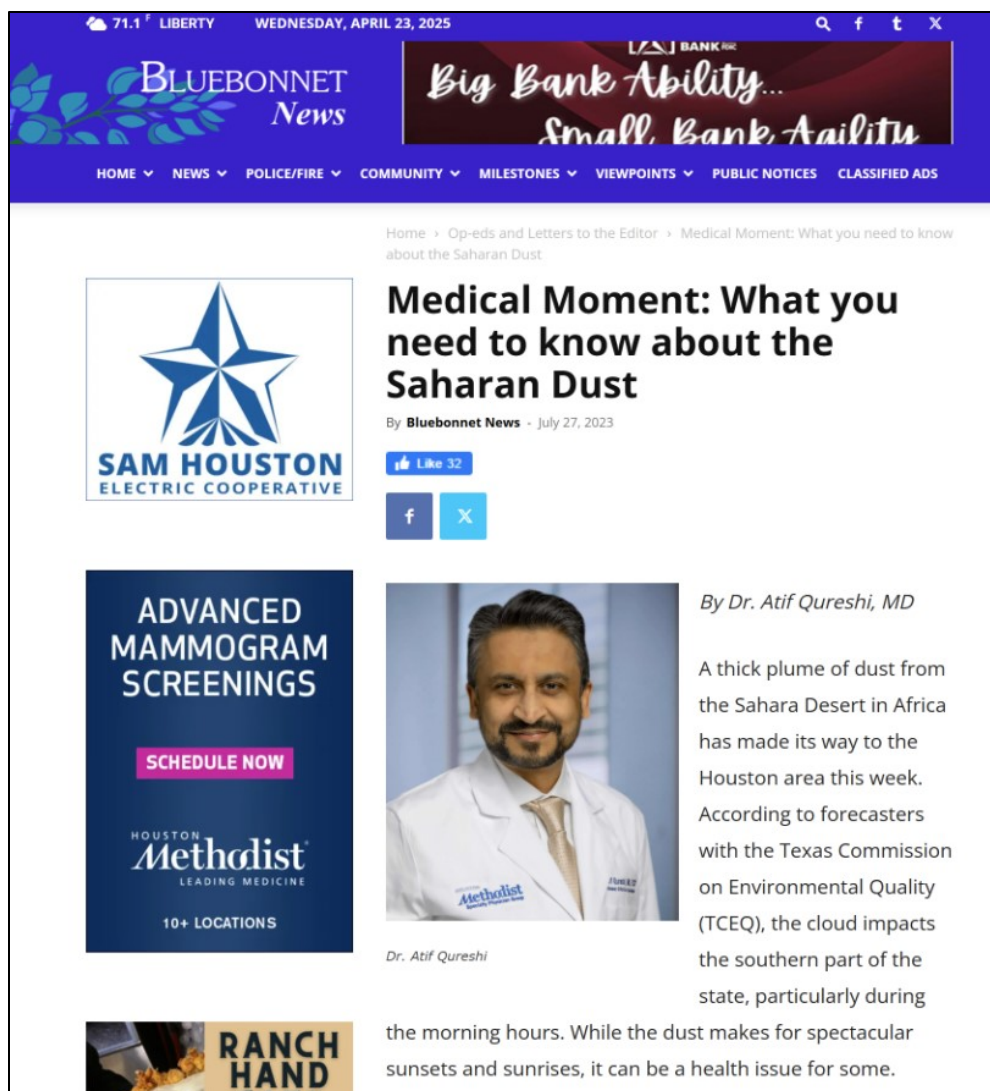 71.1 F LIBERTY WEDNESDAY, APRIL 23, 2025
BLUEBONNET
News
BANK
Big Bank Ability...
Small Bank Agility
HOME NEWS POLICE/FIRE COMMUNITY MILESTONES VIEWPOINTS PUBLIC NOTICES CLASSIFIED ADS
Home › Op-eds and Letters to the Editor › Medical Moment: What you need to know
about the Saharan Dust
SAM HOUSTON
ELECTRIC COOPERATIVE
Medical Moment: What you
need to know about the
Saharan Dust
By Bluebonnet News - July 27, 2023
Like 32
ADVANCED
MAMMOGRAM
SCREENINGS
SCHEDULE NOW
HOUSTON
Methodist
LEADING MEDICINE
10+ LOCATIONS
Methodist
Dr. Atif Qureshi
By Dr. Atif Qureshi, MD
A thick plume of dust from
the Sahara Desert in Africa
has made its way to the
Houston area this week.
According to forecasters
with the Texas Commission
on Environmental Quality
(TCEQ), the cloud impacts
the southern part of the
state, particularly during
the morning hours. While the dust makes for spectacular
sunsets and sunrises, it can be a health issue for some.
RANCH
HAND